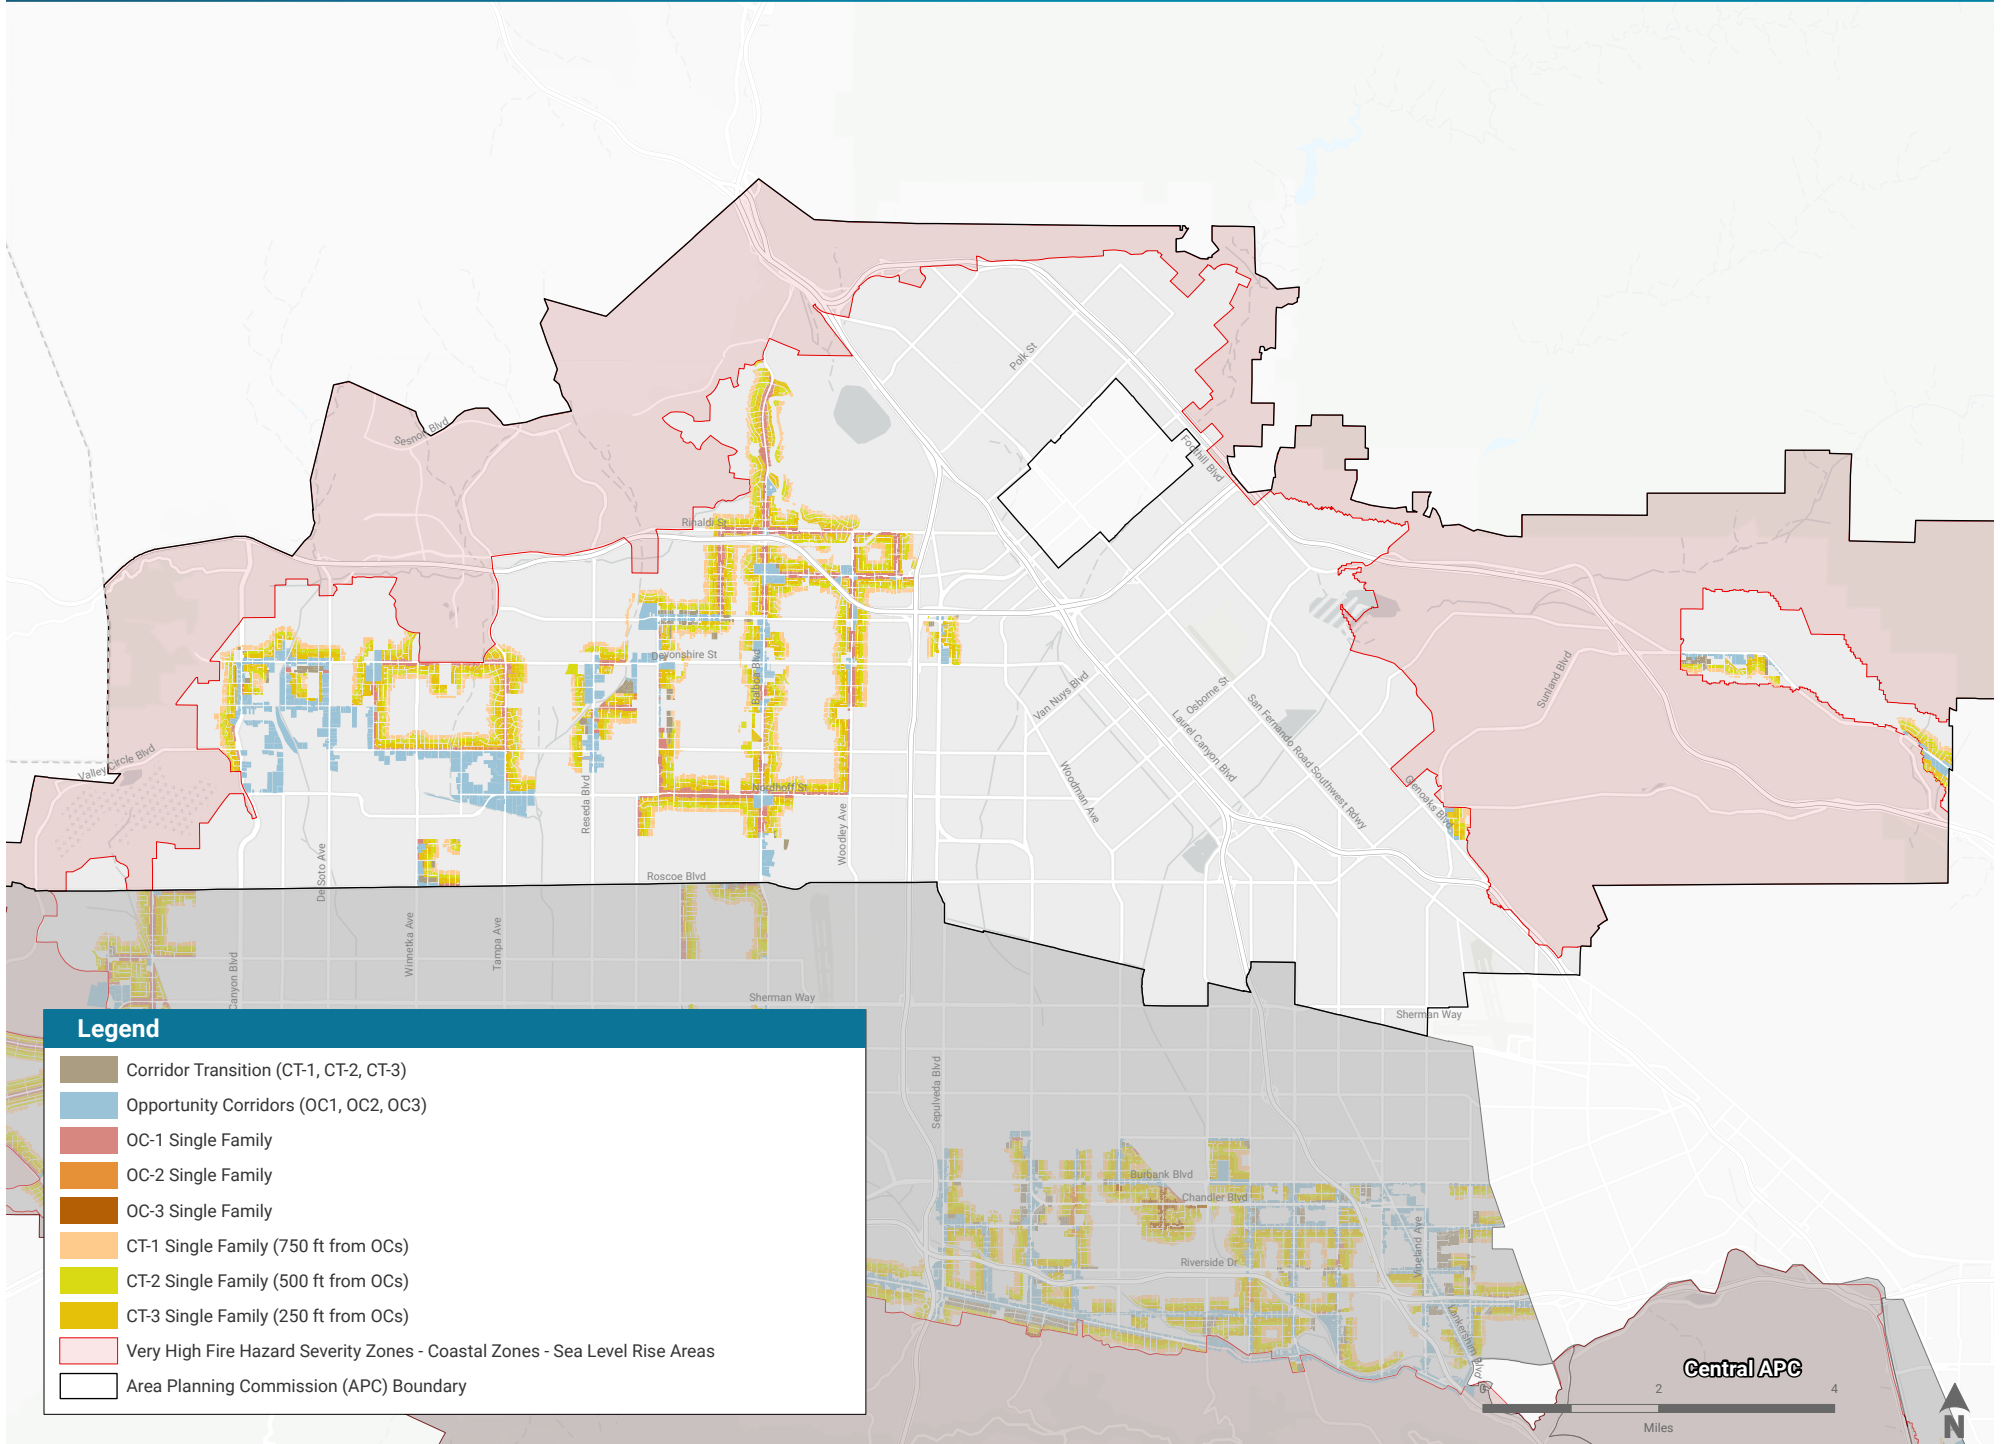 Polk St
Sesnon Blvd
Foothill Blvd
Rinaldi St
Devonshire St
Balboa Blvd
Van Nuys Blvd
Osborne St
Laurel Canyon Blvd
San Fernando Road Southwest Rdwy
Sunland Blvd
Valley Circle Blvd
Reseda Blvd
Nordhoff St
Woodley Ave
Woodman Ave
Glenoaks Blvd
De Soto Ave
Roscoe Blvd
Winnetka Ave
Tampa Ave
Canyon Blvd
Sherman Way
Sherman Way
Sepulveda Blvd
Burbank Blvd
Chandler Blvd
Riverside Dr
Vineland Ave
Lankershim Blvd
Legend
Corridor Transition (CT-1, CT-2, CT-3)
Opportunity Corridors (OC1, OC2, OC3)
OC-1 Single Family
OC-2 Single Family
OC-3 Single Family
CT-1 Single Family (750 ft from OCs)
CT-2 Single Family (500 ft from OCs)
CT-3 Single Family (250 ft from OCs)
Very High Fire Hazard Severity Zones - Coastal Zones - Sea Level Rise Areas
Area Planning Commission (APC) Boundary
Central APC
0 2 4
Miles
N